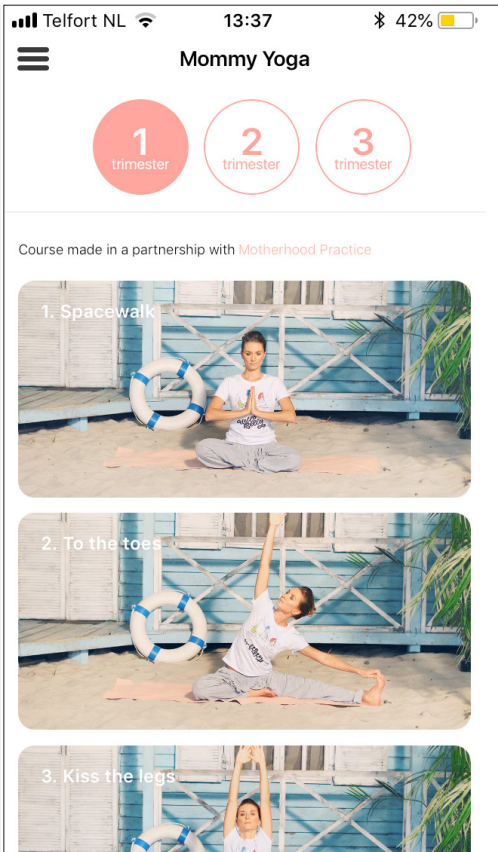 Telfort NL 13:37 42%
Mommy Yoga
1 2 3
trimester trimester trimester
Course made in a partnership with Motherhood Practice
1. Spacewalk
2. To the toes
3. Kiss the legs